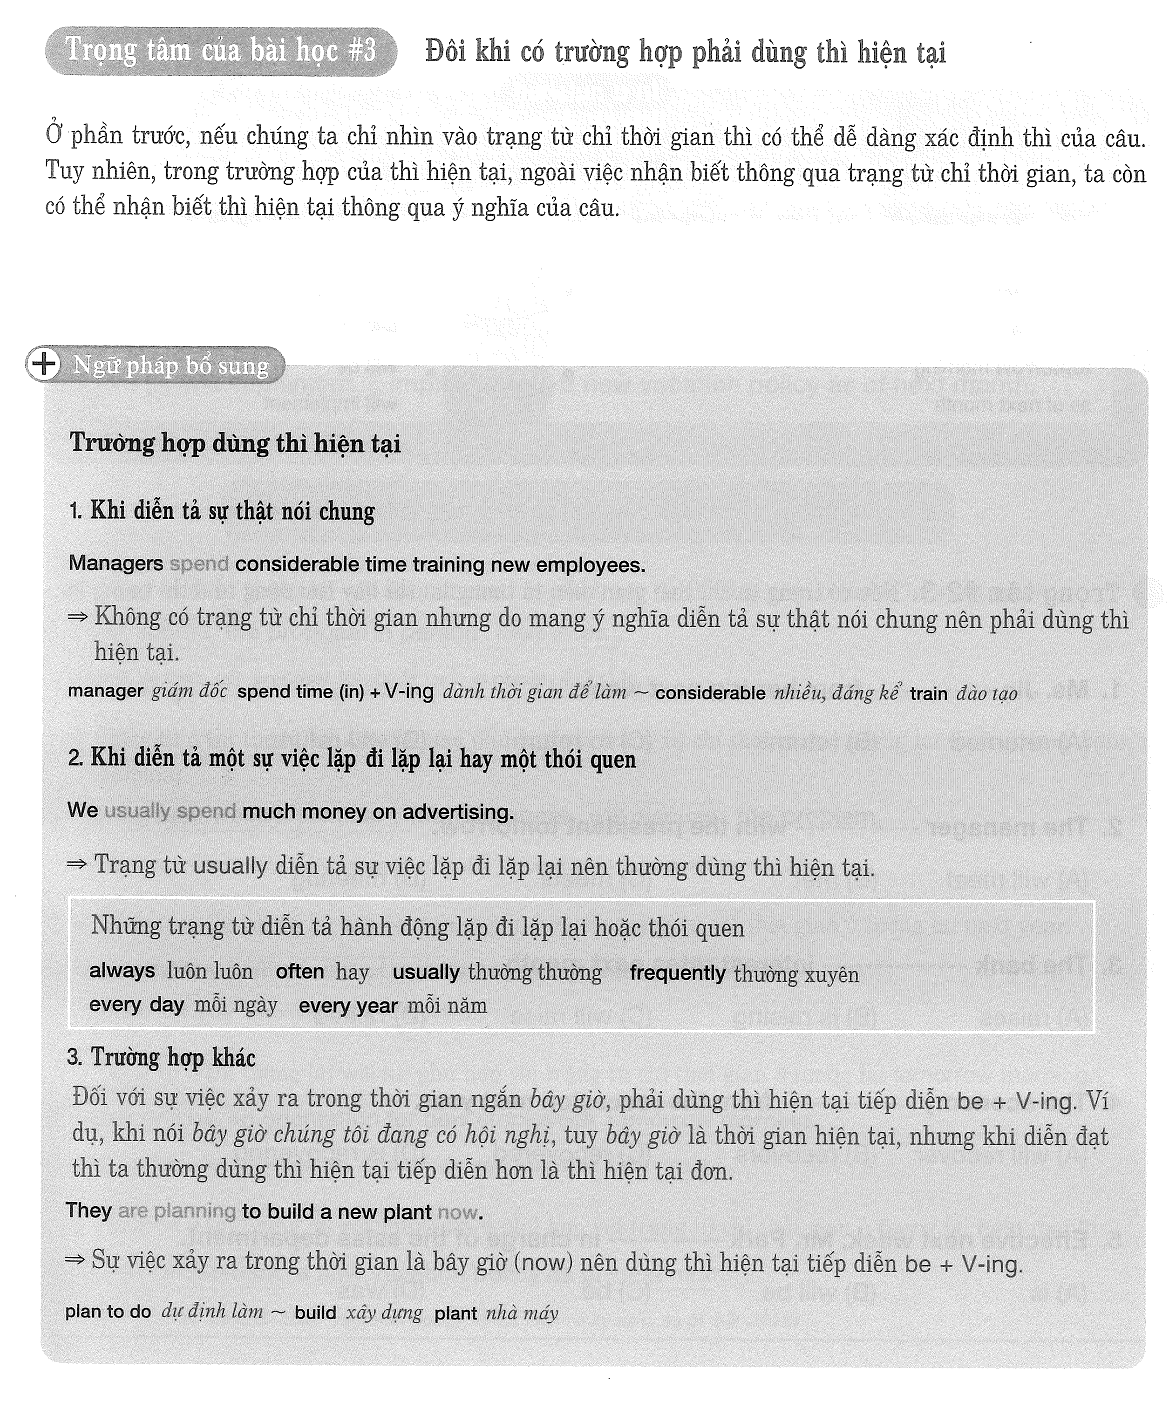 Trọng tâm của bài học #3 Đôi khi có trường hợp phải dùng thì hiện tại
Ở phần trước, nếu chúng ta chỉ nhìn vào trạng từ chỉ thời gian thì có thể dễ dàng xác định thì của câu.
Tuy nhiên, trong trường hợp của thì hiện tại, ngoài việc nhận biết thông qua trạng từ chỉ thời gian, ta còn
có thể nhận biết thì hiện tại thông qua ý nghĩa của câu.
+ Ngữ pháp bổ sung
Trường hợp dùng thì hiện tại
1. Khi diễn tả sự thật nói chung
Managers spend considerable time training new employees.
⇒ Không có trạng từ chỉ thời gian nhưng do mang ý nghĩa diễn tả sự thật nói chung nên phải dùng thì
hiện tại.
manager giám đốc spend time (in) + V-ing dành thời gian để làm ~ considerable nhiều, đáng kể train đào tạo
2. Khi diễn tả một sự việc lặp đi lặp lại hay một thói quen
We usually spend much money on advertising.
⇒ Trạng từ usually diễn tả sự việc lặp đi lặp lại nên thường dùng thì hiện tại.
Những trạng từ diễn tả hành động lặp đi lặp lại hoặc thói quen
always luôn luôn often hay usually thường thường frequently thường xuyên
every day mỗi ngày every year mỗi năm
3. Trường hợp khác
Đối với sự việc xảy ra trong thời gian ngắn bây giờ, phải dùng thì hiện tại tiếp diễn be + V-ing. Ví
dụ, khi nói bây giờ chúng tôi đang có hội nghị, tuy bây giờ là thời gian hiện tại, nhưng khi diễn đạt
thì ta thường dùng thì hiện tại tiếp diễn hơn là thì hiện tại đơn.
They are planning to build a new plant now.
⇒ Sự việc xảy ra trong thời gian là bây giờ (now) nên dùng thì hiện tại tiếp diễn be + V-ing.
plan to do dự định làm ~ build xây dựng plant nhà máy